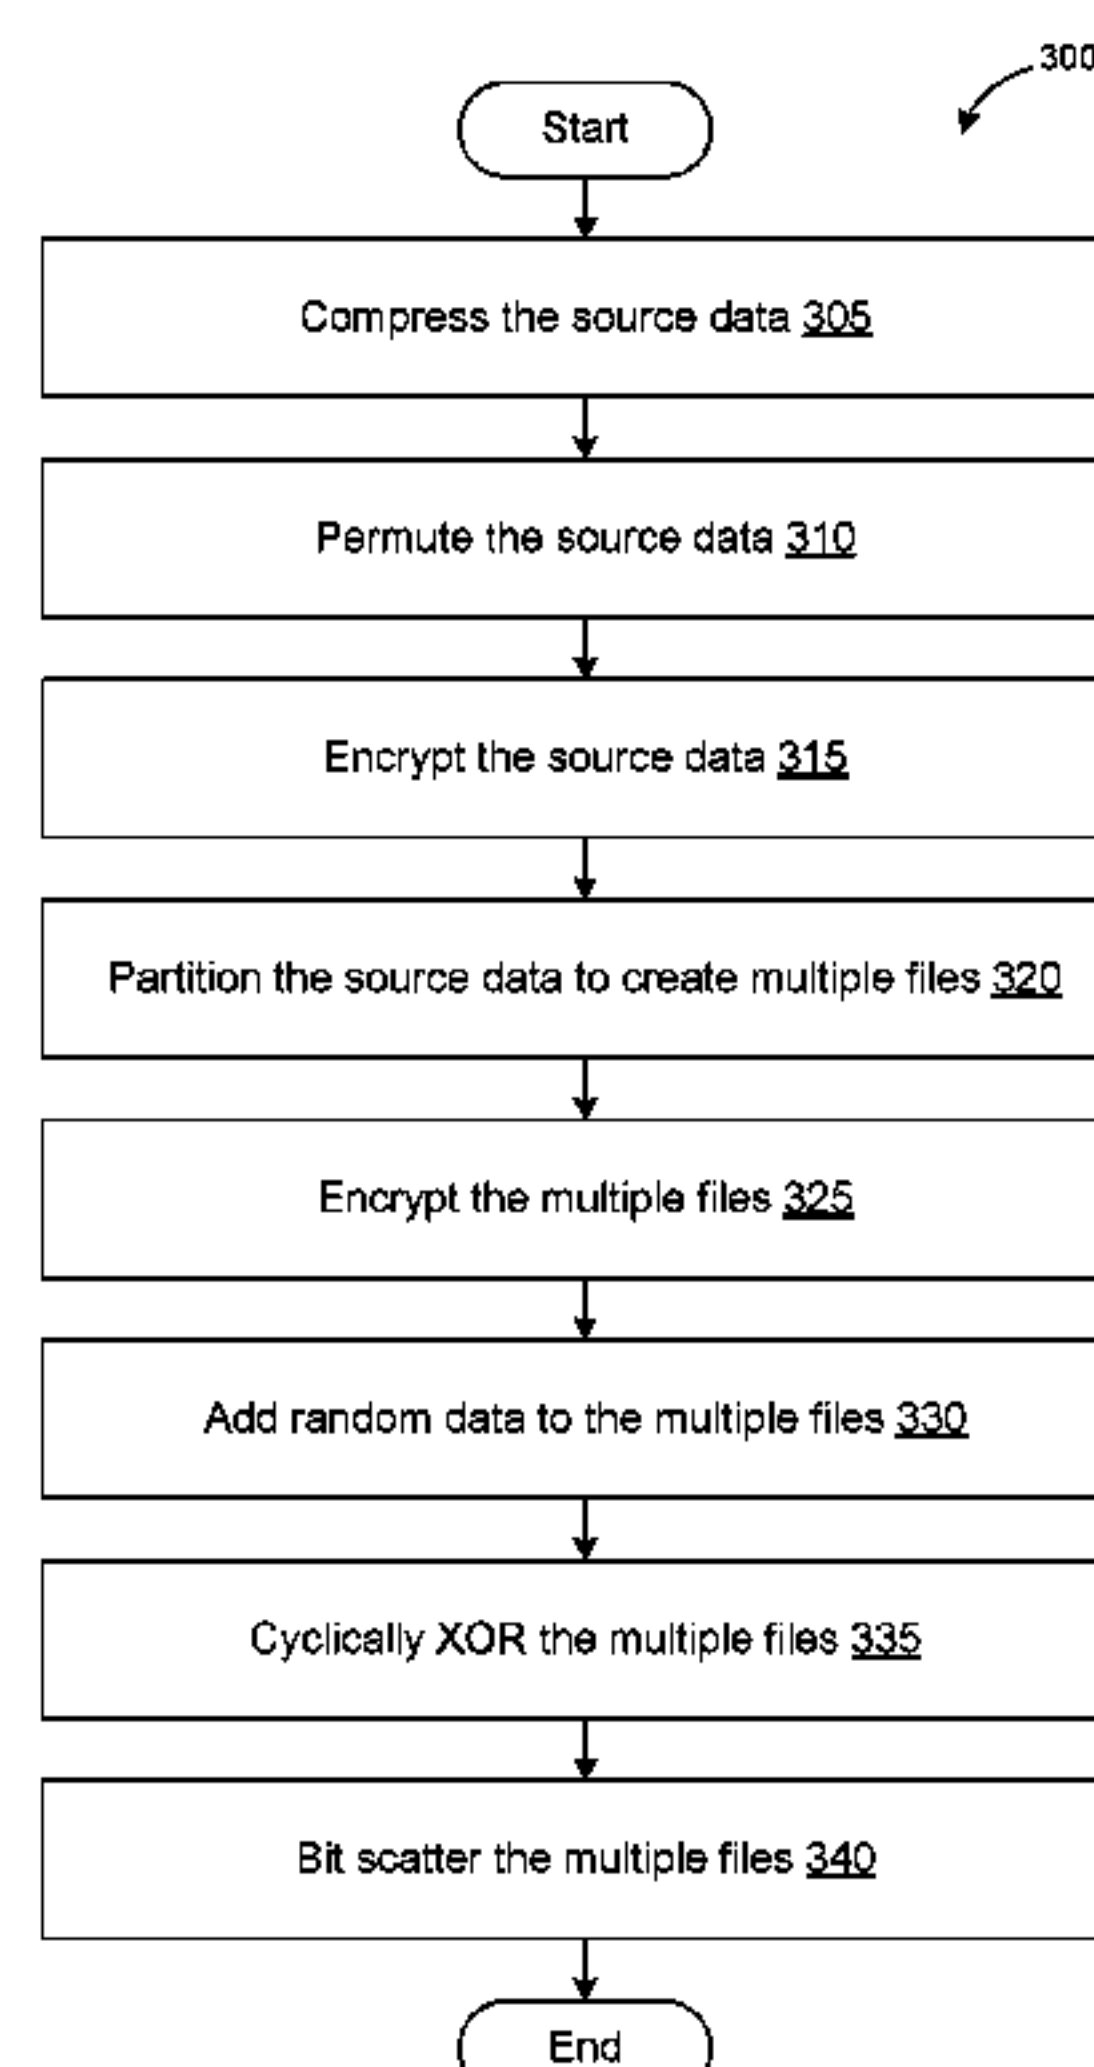 300
Start
Compress the source data 305
Permute the source data 310
Encrypt the source data 315
Partition the source data to create multiple files 320
Encrypt the multiple files 325
Add random data to the multiple files 330
Cyclically XOR the multiple files 335
Bit scatter the multiple files 340
End